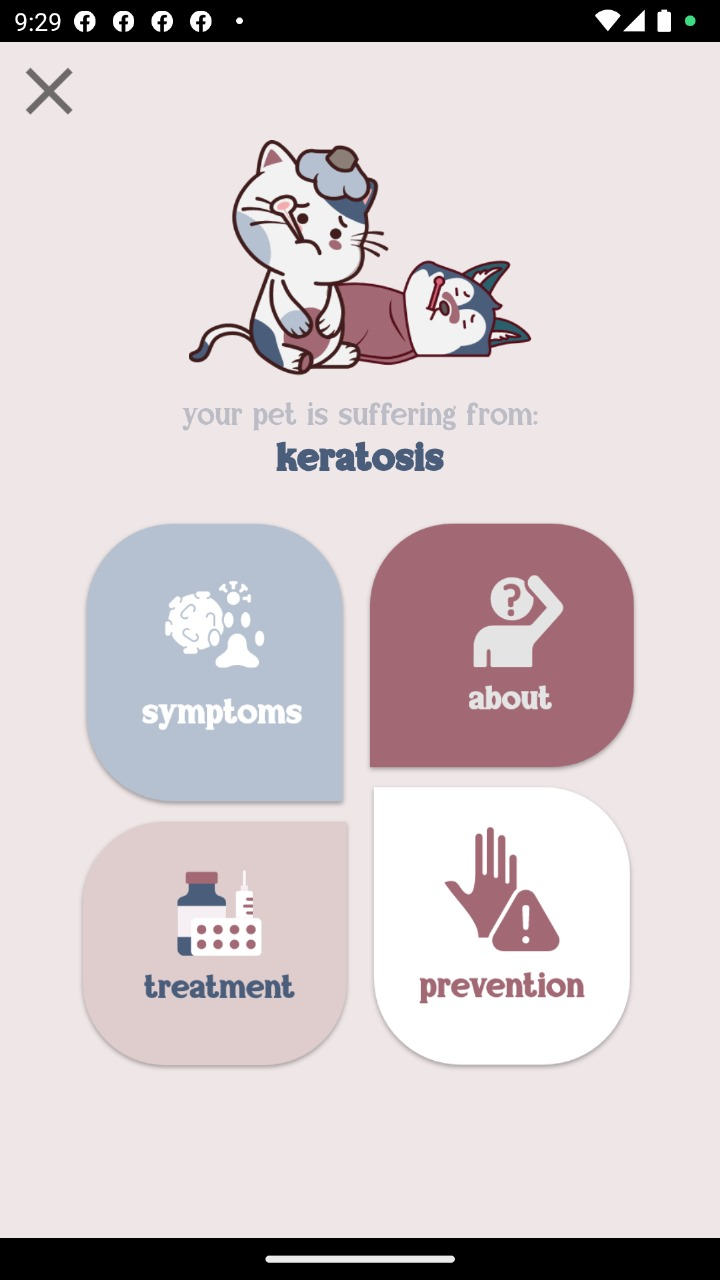 9:29
your pet is suffering from:
keratosis
symptoms
about
treatment
prevention